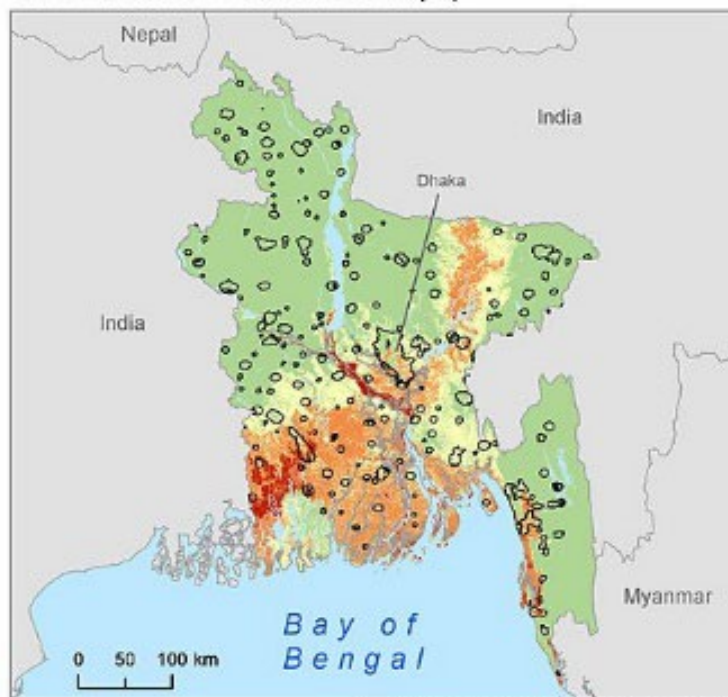 Nepal
India
Dhaka
India
Myanmar
Bay of
Bengal
0 50 100 km